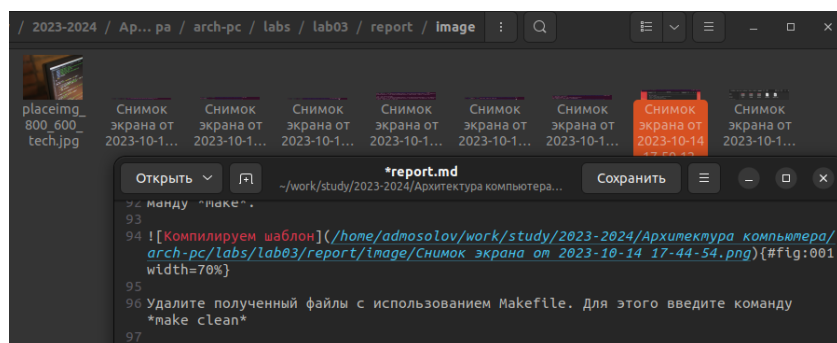 / 2023-2024 / Ар… ра / arch-pc / labs / lab03 / report / image
placeimg_
800_600_
tech.jpg
Снимок
экрана от
2023-10-1…
Снимок
экрана от
2023-10-1…
Снимок
экрана от
2023-10-1…
Снимок
экрана от
2023-10-1…
Снимок
экрана от
2023-10-1…
Снимок
экрана от
2023-10-1…
Снимок
экрана от
2023-10-14
Снимок
экрана от
2023-10-1…
Открыть
*report.md
~/work/study/2023-2024/Архитектура компьютера…
Сохранить
92 манду *make*.
93
94 ![Компилируем шаблон](/home/admosolov/work/study/2023-2024/Архитектура компьютера/
arch-pc/labs/lab03/report/image/Снимок экрана от 2023-10-14 17-44-54.png){#fig:001
width=70%}
95
96 Удалите полученный файлы с использованием Makefile. Для этого введите команду
*make clean*
97